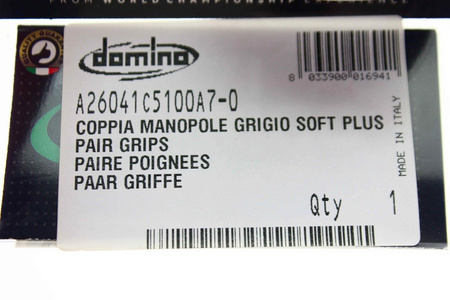 FROM WORLD CHAMPIONSHIP EXPERIENCE
domino
8 033900 016941
A26041C5100A7-0
COPPIA MANOPOLE GRIGIO SOFT PLUS
PAIR GRIPS
PAIRE POIGNEES
PAAR GRIFFE
MADE IN ITALY
Qty 1